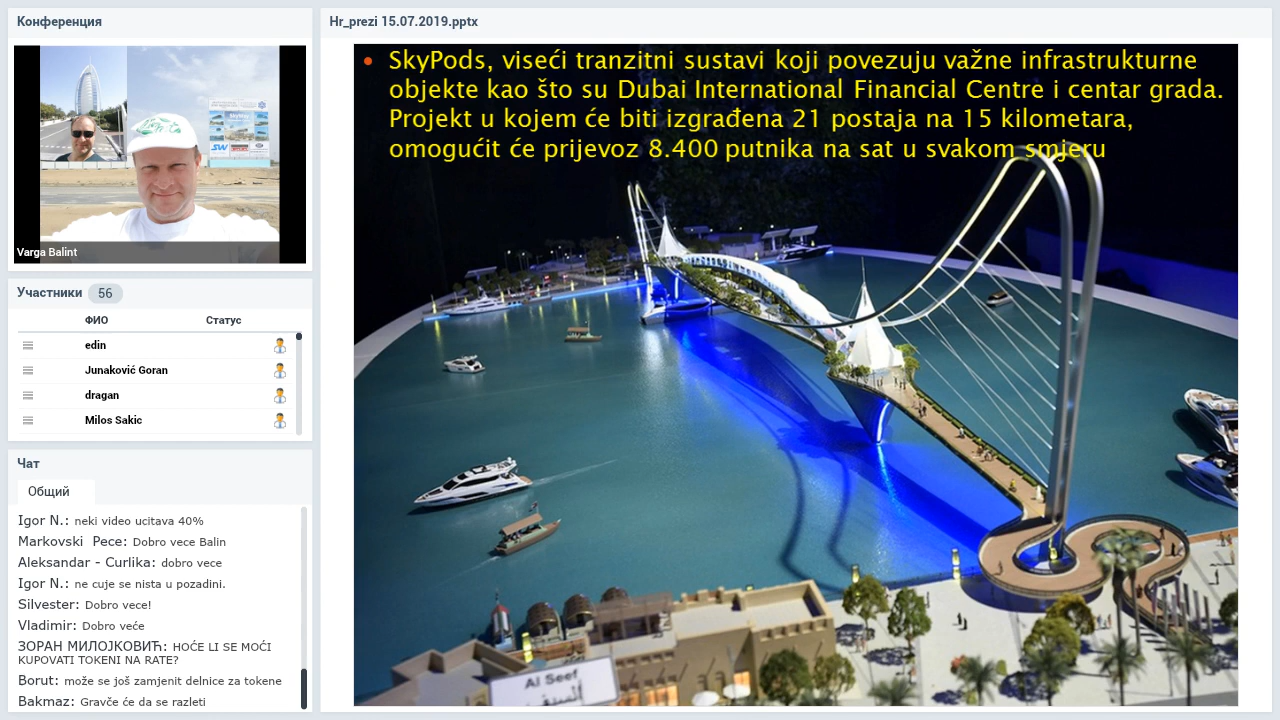 Конференция
Varga Balint
Участники 56
ФИО Статус
edin
Junaković Goran
dragan
Milos Sakic
Чат
Общий
Igor N.: neki video ucitava 40%
Markovski Pece: Dobro vece Balin
Aleksandar - Curlika: dobro vece
Igor N.: ne cuje se nista u pozadini.
Silvester: Dobro vece!
Vladimir: Dobro veće
ЗОРАН МИЛОЈКОВИЋ: HOĆE LI SE MOĆI
KUPOVATI TOKENI NA RATE?
Borut: može se još zamjenit delnice za tokene
Bakmaz: Gravče će da se razleti
Hr_prezi 15.07.2019.pptx
• SkyPods, viseći tranzitni sustavi koji povezuju važne infrastrukturne
objekte kao što su Dubai International Financial Centre i centar grada.
Projekt u kojem će biti izgrađena 21 postaja na 15 kilometara,
omogućit će prijevoz 8.400 putnika na sat u svakom smjeru
Al Seef
السيف